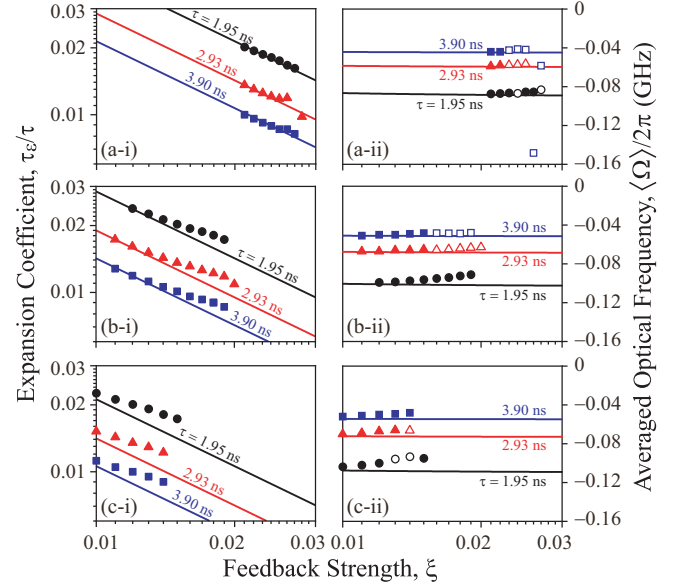 Expansion Coefficient, τε/τ
Averaged Optical Frequency, ⟨Ω⟩/2π (GHz)
0.03
0.02
0.01
τ = 1.95 ns
2.93 ns
3.90 ns
(a-i)
3.90 ns
2.93 ns
τ = 1.95 ns
(a-ii)
0
−0.04
−0.08
−0.12
−0.16
0.03
0.02
0.01
τ = 1.95 ns
2.93 ns
3.90 ns
(b-i)
3.90 ns
2.93 ns
τ = 1.95 ns
(b-ii)
0
−0.04
−0.08
−0.12
−0.16
0.03
0.02
0.01
τ = 1.95 ns
2.93 ns
3.90 ns
(c-i)
3.90 ns
2.93 ns
τ = 1.95 ns
(c-ii)
0
−0.04
−0.08
−0.12
−0.16
0.01 0.02 0.03 0.01 0.02 0.03
Feedback Strength, ξ